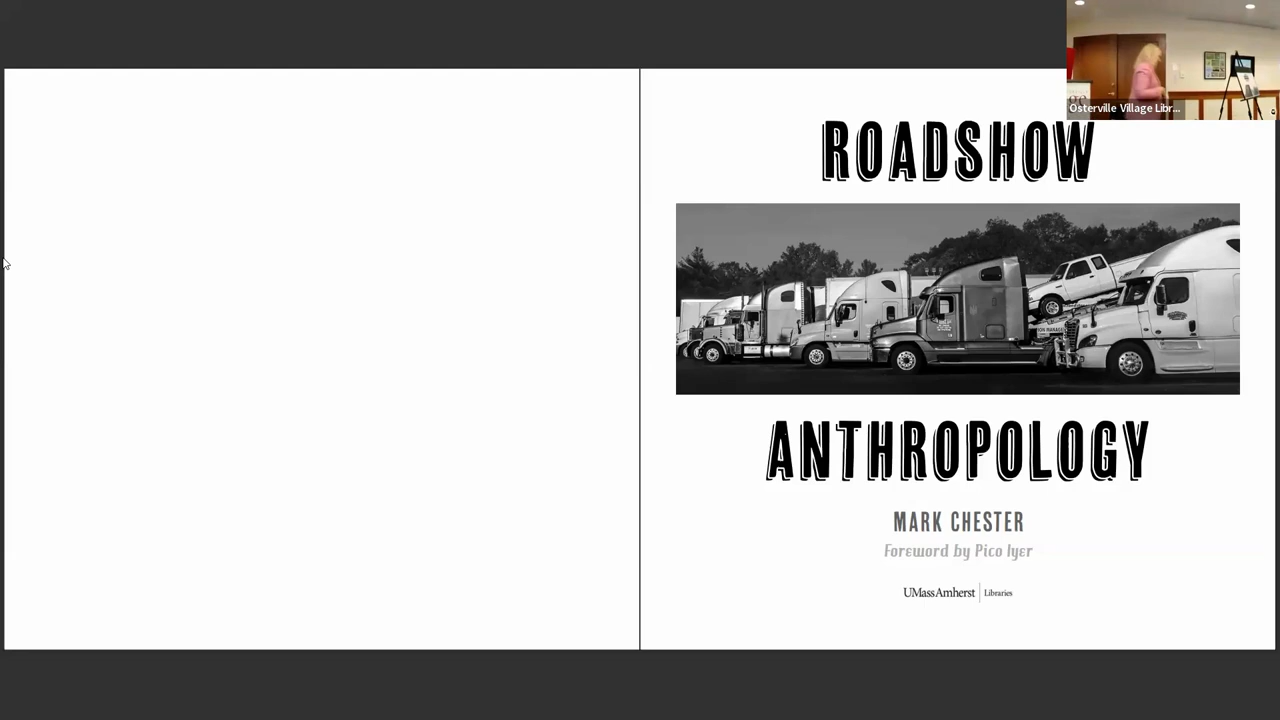 Osterville Village Libr...
ROADSHOW
ANTHROPOLOGY
MARK CHESTER
Foreword by Pico Iyer
UMassAmherst | Libraries